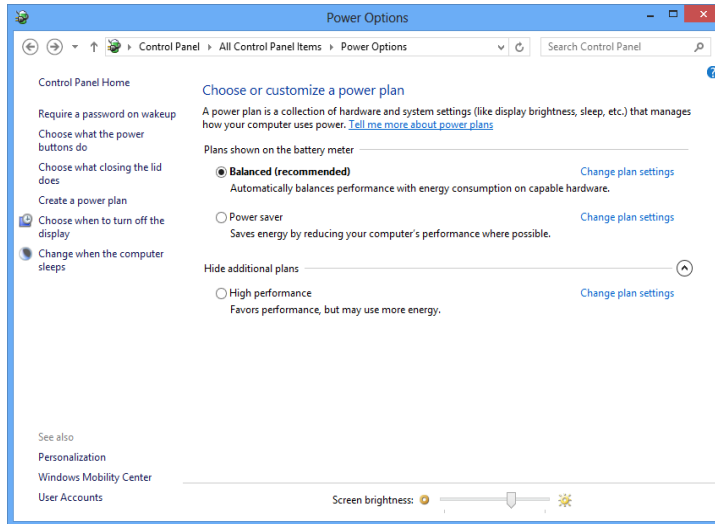 Power Options
Control Panel ▸ All Control Panel Items ▸ Power Options
Search Control Panel
Control Panel Home
Require a password on wakeup
Choose what the power
buttons do
Choose what closing the lid
does
Create a power plan
Choose when to turn off the
display
Change when the computer
sleeps
See also
Personalization
Windows Mobility Center
User Accounts
Choose or customize a power plan
A power plan is a collection of hardware and system settings (like display brightness, sleep, etc.) that manages
how your computer uses power. Tell me more about power plans
Plans shown on the battery meter
Balanced (recommended) Change plan settings
Automatically balances performance with energy consumption on capable hardware.
Power saver Change plan settings
Saves energy by reducing your computer's performance where possible.
Hide additional plans
High performance Change plan settings
Favors performance, but may use more energy.
Screen brightness: